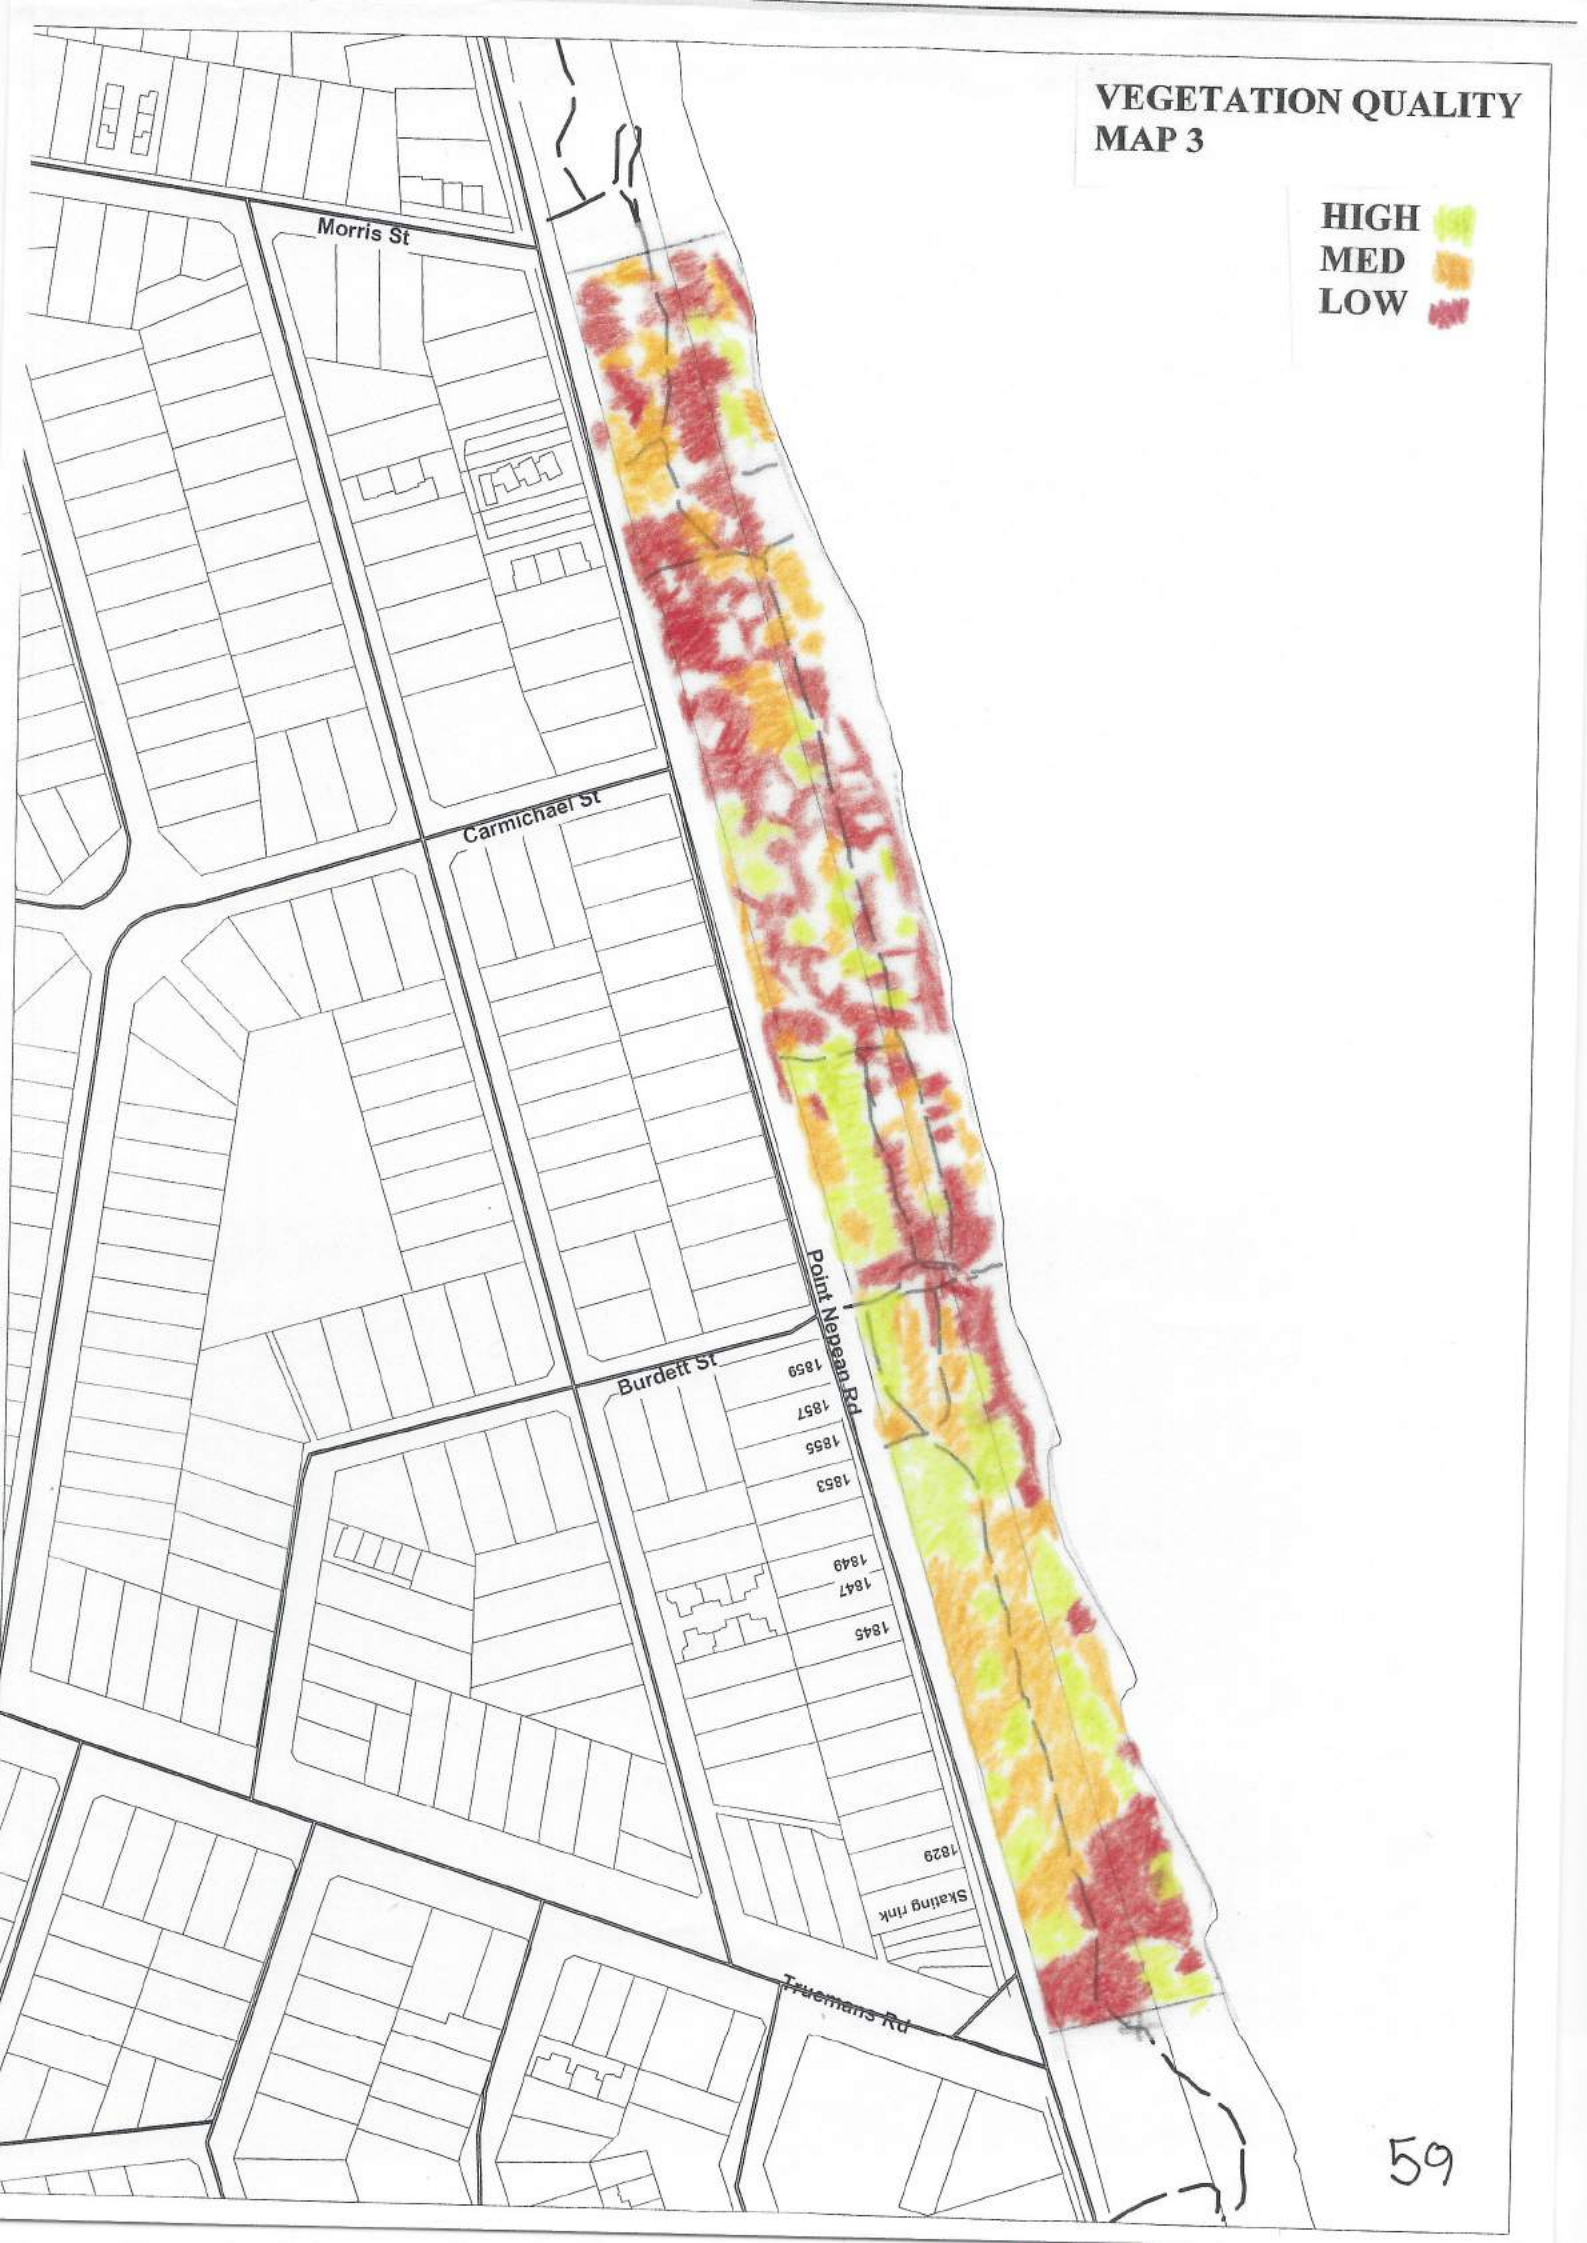 VEGETATION QUALITY
MAP 3
HIGH
MED
LOW
Morris St
Carmichael St
Point Nepean Rd
Burdett St
1859
1857
1855
1853
1849
1847
1845
1829
Skating rink
Truemans Rd
59